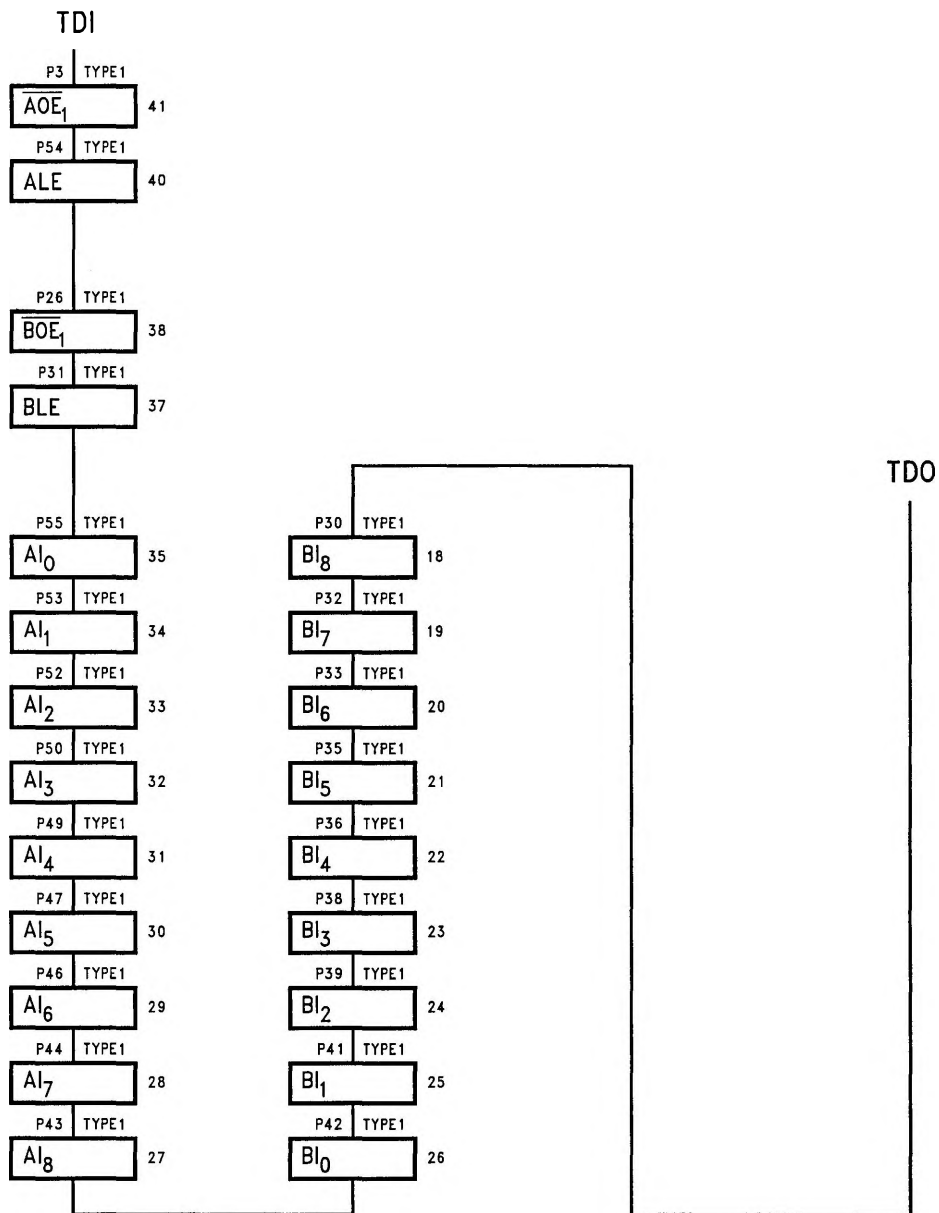 TDI
P3 TYPE1
AOE1 41
P54 TYPE1
ALE 40
P26 TYPE1
BOE1 38
P31 TYPE1
BLE 37
TDO
P55 TYPE1
AI0 35
P53 TYPE1
AI1 34
P52 TYPE1
AI2 33
P50 TYPE1
AI3 32
P49 TYPE1
AI4 31
P47 TYPE1
AI5 30
P46 TYPE1
AI6 29
P44 TYPE1
AI7 28
P43 TYPE1
AI8 27
P30 TYPE1
BI8 18
P32 TYPE1
BI7 19
P33 TYPE1
BI6 20
P35 TYPE1
BI5 21
P36 TYPE1
BI4 22
P38 TYPE1
BI3 23
P39 TYPE1
BI2 24
P41 TYPE1
BI1 25
P42 TYPE1
BI0 26